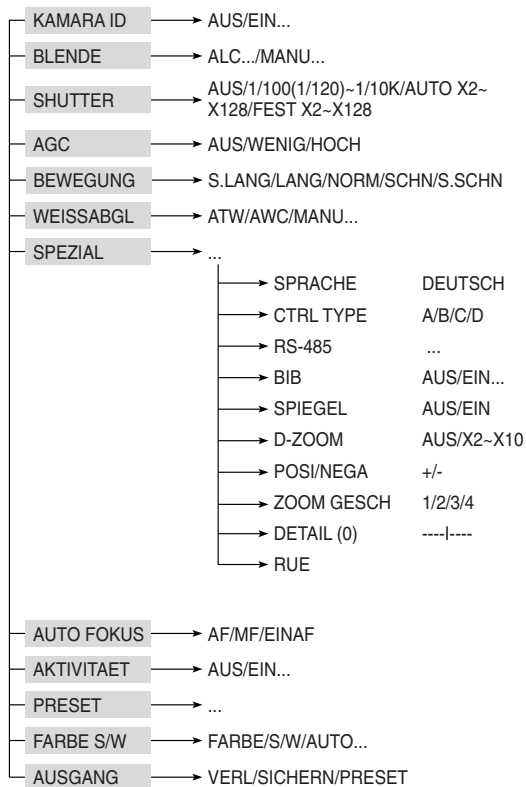 KAMARA ID AUS/EIN...
BLENDE ALC.../MANU...
SHUTTER AUS/1/100(1/120)~1/10K/AUTO X2~
X128/FEST X2~X128
AGC AUS/WENIG/HOCH
BEWEGUNG S.LANG/LANG/NORM/SCHN/S.SCHN
WEISSABGL ATW/AWC/MANU...
SPEZIAL ...
SPRACHE DEUTSCH
CTRL TYPE A/B/C/D
RS-485 ...
BIB AUS/EIN...
SPIEGEL AUS/EIN
D-ZOOM AUS/X2~X10
POSI/NEGA +/-
ZOOM GESCH 1/2/3/4
DETAIL (0) ----I----
RUE
AUTO FOKUS AF/MF/EINAF
AKTIVITAET AUS/EIN...
PRESET ...
FARBE S/W FARBE/S/W/AUTO...
AUSGANG VERL/SICHERN/PRESET